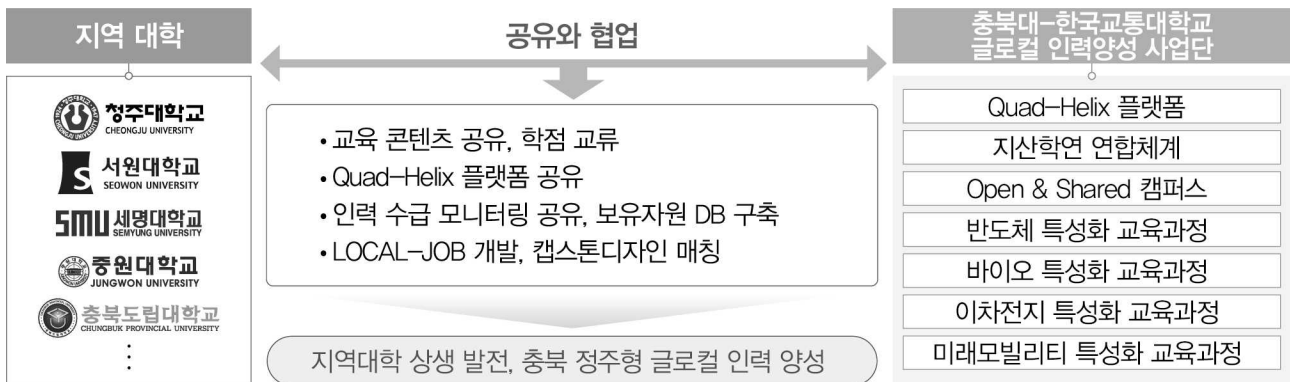 지역 대학
청주대학교
CHEONGJU UNIVERSITY
S 서원대학교
SEOWON UNIVERSITY
SMU 세명대학교
SEMYUNG UNIVERSITY
중원대학교
JUNGWON UNIVERSITY
충북도립대학교
CHUNGBUK PROVINCIAL UNIVERSITY
⋮
공유와 협업
• 교육 콘텐츠 공유, 학점 교류
• Quad-Helix 플랫폼 공유
• 인력 수급 모니터링 공유, 보유자원 DB 구축
• LOCAL-JOB 개발, 캡스톤디자인 매칭
지역대학 상생 발전, 충북 정주형 글로컬 인력 양성
충북대-한국교통대학교
글로컬 인력양성 사업단
Quad-Helix 플랫폼
지산학연 연합체계
Open & Shared 캠퍼스
반도체 특성화 교육과정
바이오 특성화 교육과정
이차전지 특성화 교육과정
미래모빌리티 특성화 교육과정